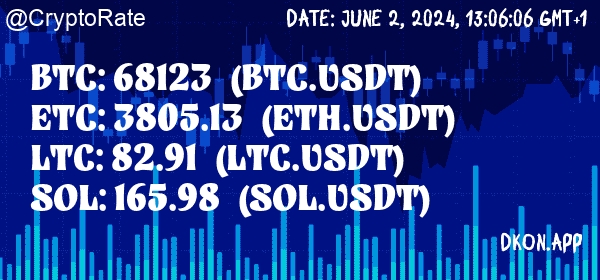 @CryptoRate
DATE: JUNE 2, 2024, 13:06:06 GMT+1
BTC: 68123 (BTC.USDT)
ETC: 3805.13 (ETH.USDT)
LTC: 82.91 (LTC.USDT)
SOL: 165.98 (SOL.USDT)
DKON.APP